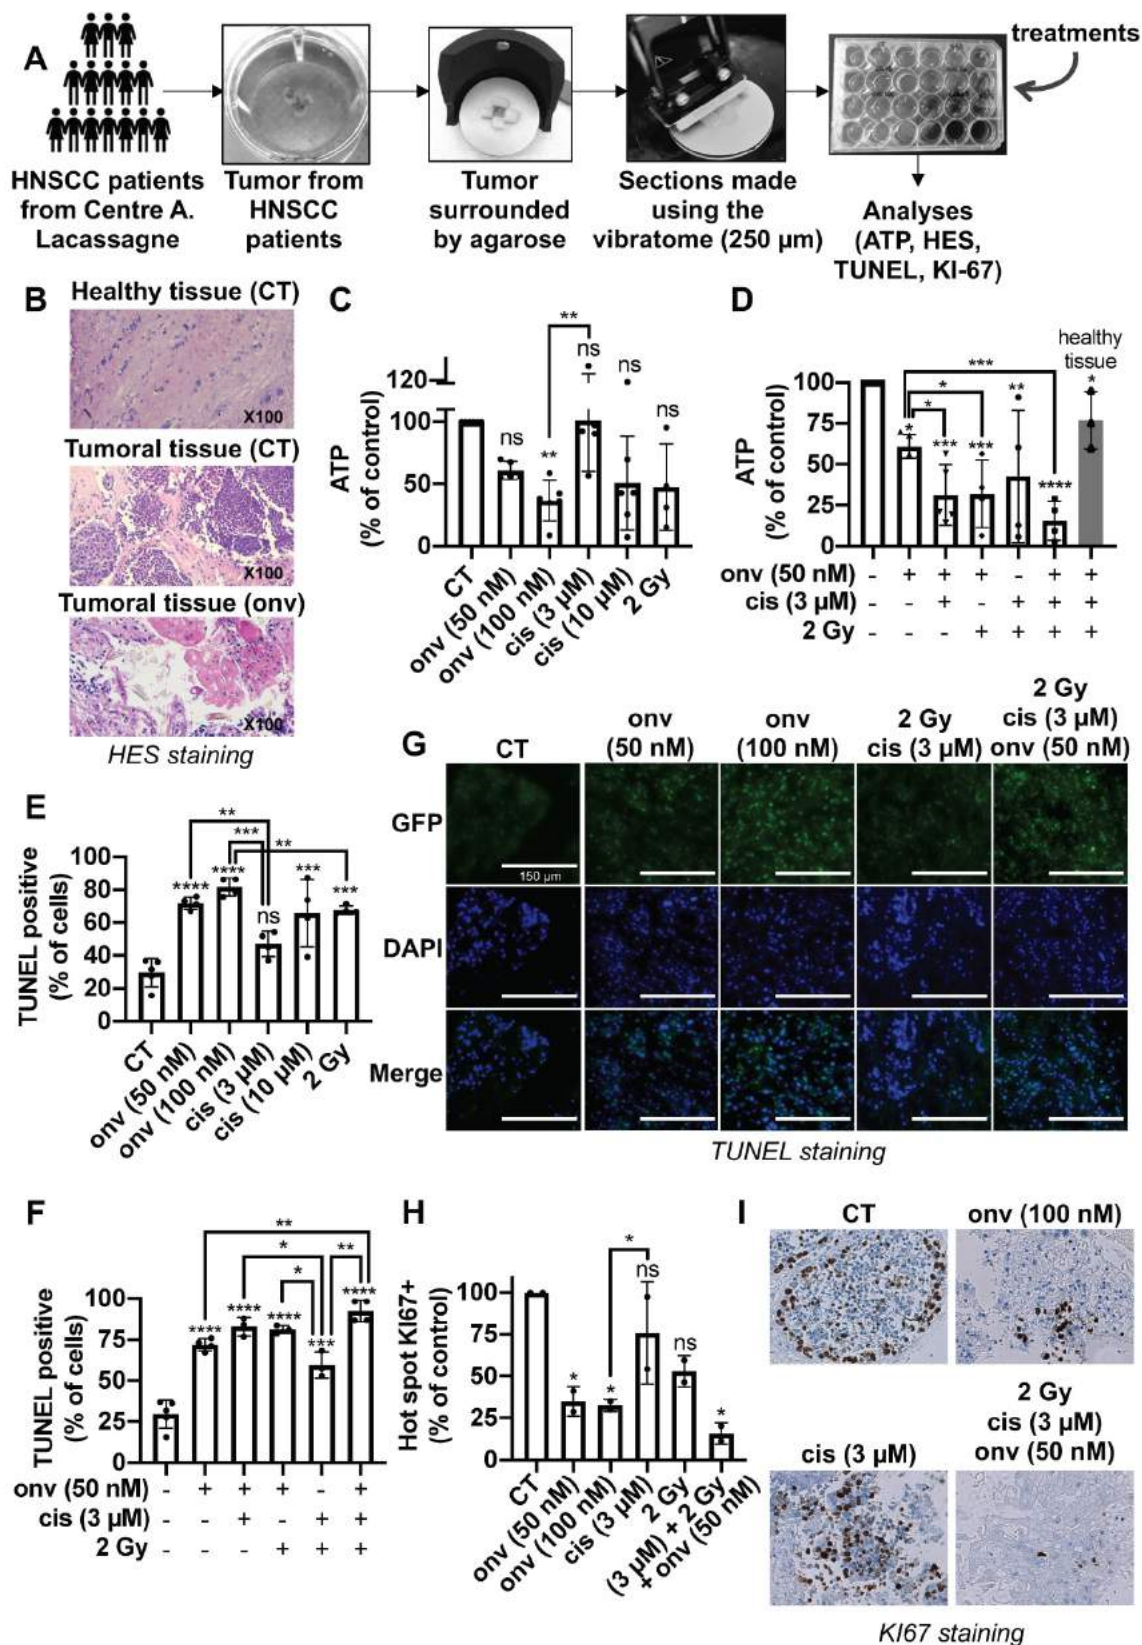 A
treatments
HNSCC patients
from Centre A.
Lacassagne
Tumor from
HNSCC
patients
Tumor
surrounded
by agarose
Sections made
using the
vibratome (250 µm)
Analyses
(ATP, HES,
TUNEL, KI-67)
B
Healthy tissue (CT)
X100
Tumoral tissue (CT)
X100
Tumoral tissue (onv)
X100
HES staining
C
ATP
(% of control)
120
100
50
0
ns
**
**
ns
ns
ns
CT
onv (50 nM)
onv (100 nM)
cis (3 µM)
cis (10 µM)
2 Gy
D
ATP
(% of control)
100
75
50
25
0
healthy
tissue
***
*
*
*
***
***
**
****
*
onv (50 nM) - + + + - + +
cis (3 µM) - - + - + + +
2 Gy - - - + + + +
E
TUNEL positive
(% of cells)
100
80
60
40
20
0
**
***
**
****
****
ns
***
***
CT
onv (50 nM)
onv (100 nM)
cis (3 µM)
cis (10 µM)
2 Gy
G
CT
onv
(50 nM)
onv
(100 nM)
2 Gy
cis (3 µM)
2 Gy
cis (3 µM)
onv (50 nM)
GFP
150 µm
DAPI
Merge
TUNEL staining
F
TUNEL positive
(% of cells)
100
75
50
25
0
**
*
**
*
****
****
****
***
****
onv (50 nM) - + + + - +
cis (3 µM) - - + - + +
2 Gy - - - + + +
H
Hot spot KI67+
(% of control)
100
75
50
25
0
*
*
*
ns
ns
*
CT
onv (50 nM)
onv (100 nM)
cis (3 µM)
2 Gy
(3 µM) + 2 Gy
+ onv (50 nM)
I
CT
onv (100 nM)
cis (3 µM)
2 Gy
cis (3 µM)
onv (50 nM)
KI67 staining